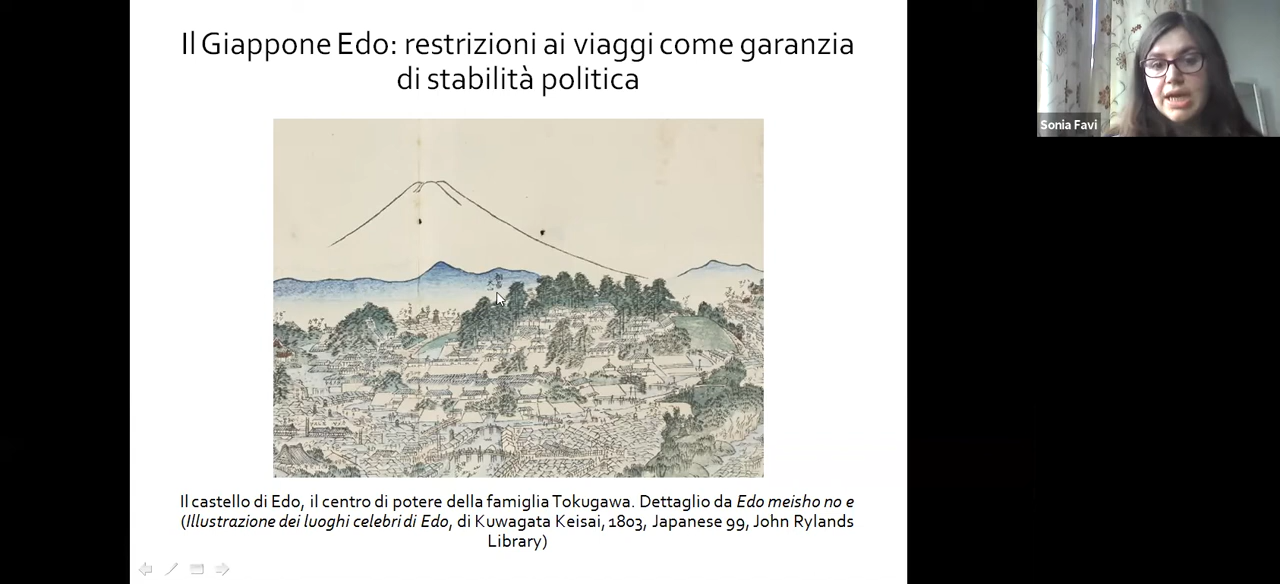 Il Giappone Edo: restrizioni ai viaggi come garanzia
di stabilità politica
Sonia Favi
Il castello di Edo, il centro di potere della famiglia Tokugawa. Dettaglio da Edo meisho no e
(Illustrazione dei luoghi celebri di Edo, di Kuwagata Keisai, 1803, Japanese 99, John Rylands
Library)